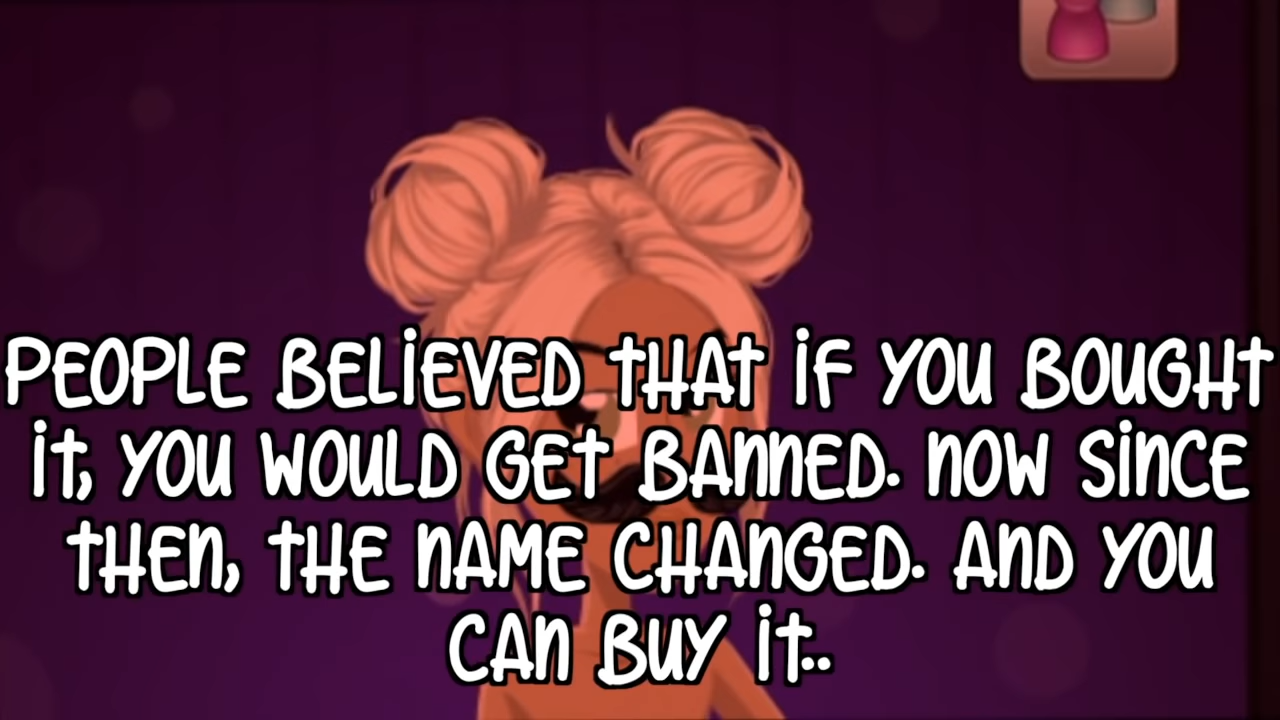 PEOPLE BELIEVED THAT IF YOU BOUGHT
IT, YOU WOULD GET BANNED. NOW SINCE
THEN, THE NAME CHANGED. AND YOU
CAN BUY IT..